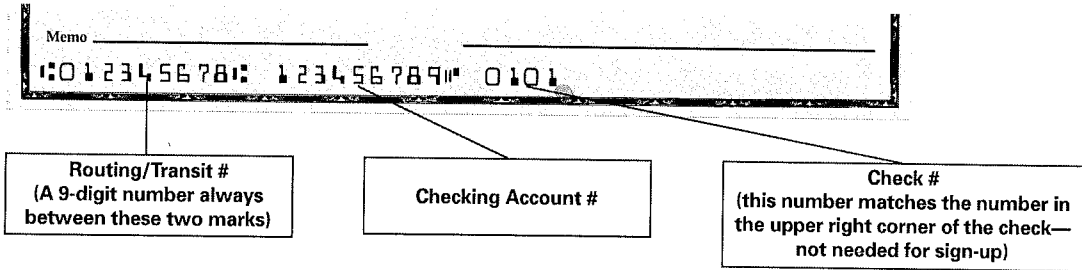 Memo
⑆012345678⑆ 123456789⑈ 0101
Routing/Transit #
(A 9-digit number always
between these two marks)
Checking Account #
Check #
(this number matches the number in
the upper right corner of the check—
not needed for sign-up)